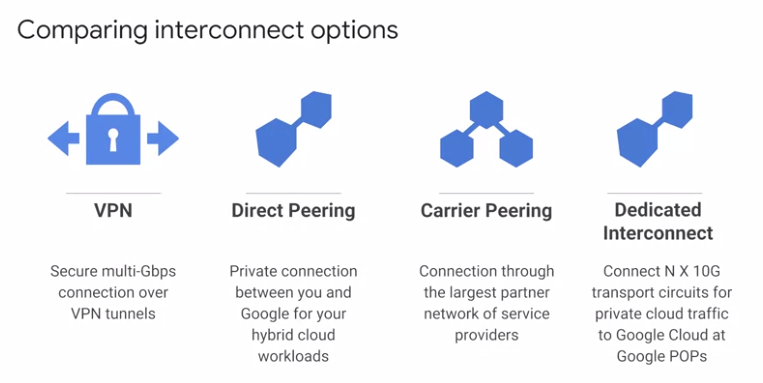 Comparing interconnect options
VPN
Secure multi-Gbps
connection over
VPN tunnels
Direct Peering
Private connection
between you and
Google for your
hybrid cloud
workloads
Carrier Peering
Connection through
the largest partner
network of service
providers
Dedicated
Interconnect
Connect N X 10G
transport circuits for
private cloud traffic
to Google Cloud at
Google POPs